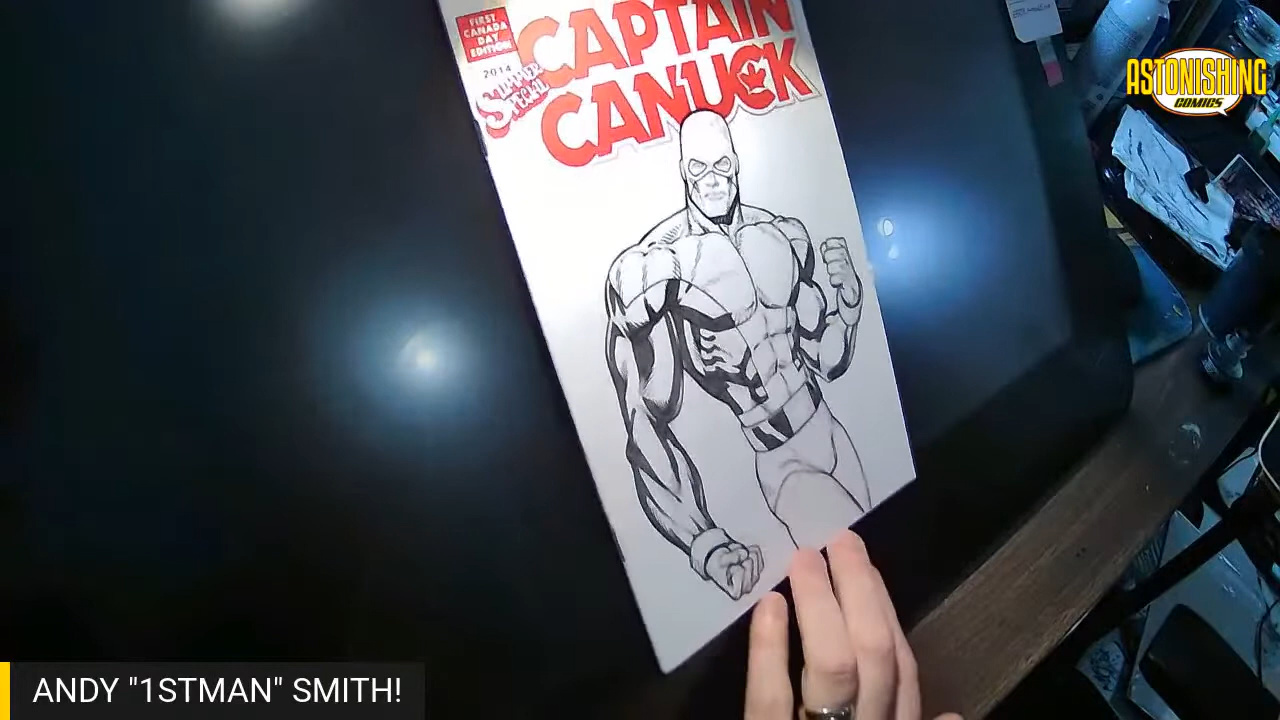 FIRST
CANADA
DAY
EDITION
2014
SUMMER
SPECIAL
CAPTAIN
CANUCK
ASTONISHING
COMICS
ANDY "1STMAN" SMITH!